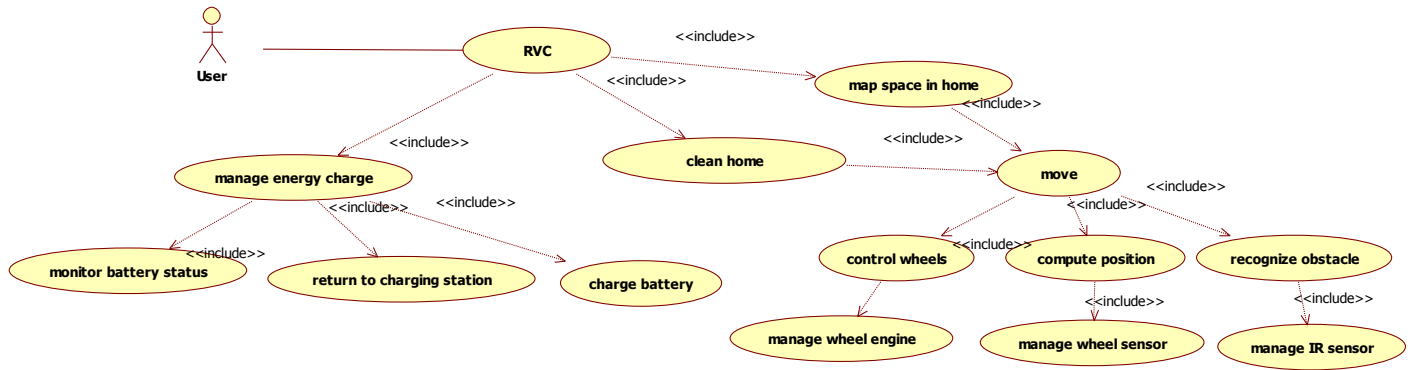 <<include>>
RVC
User
<<include>>
map space in home
<<include>>
<<include>>
<<include>>
<<include>>
clean home
manage energy charge
move
<<include>>
<<include>>
<<include>>
<<include>>
<<include>>
<<include>>
monitor battery status
return to charging station
charge battery
control wheels
compute position
recognize obstacle
<<include>>
<<include>>
<<include>>
manage wheel engine
manage wheel sensor
manage IR sensor